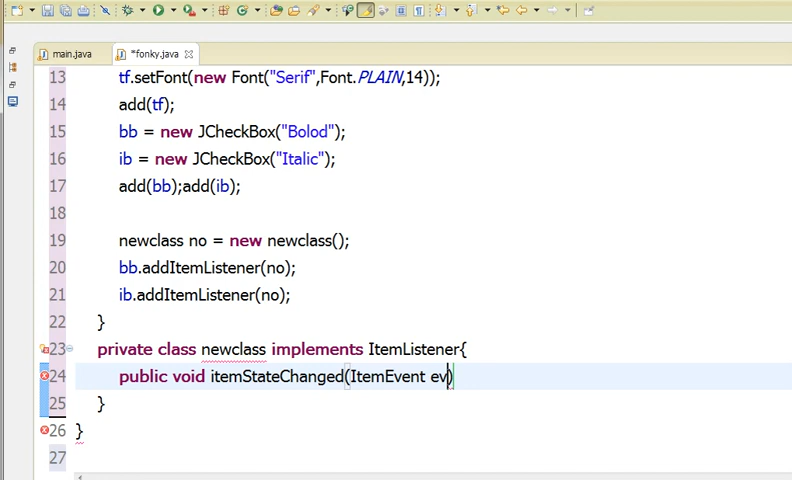 main.java *fonky.java
13 tf.setFont(new Font("Serif",Font.PLAIN,14));
14 add(tf);
15 bb = new JCheckBox("Bolod");
16 ib = new JCheckBox("Italic");
17 add(bb);add(ib);
18
19 newclass no = new newclass();
20 bb.addItemListener(no);
21 ib.addItemListener(no);
22 }
23 private class newclass implements ItemListener{
24 public void itemStateChanged(ItemEvent ev)
25 }
26 }
27